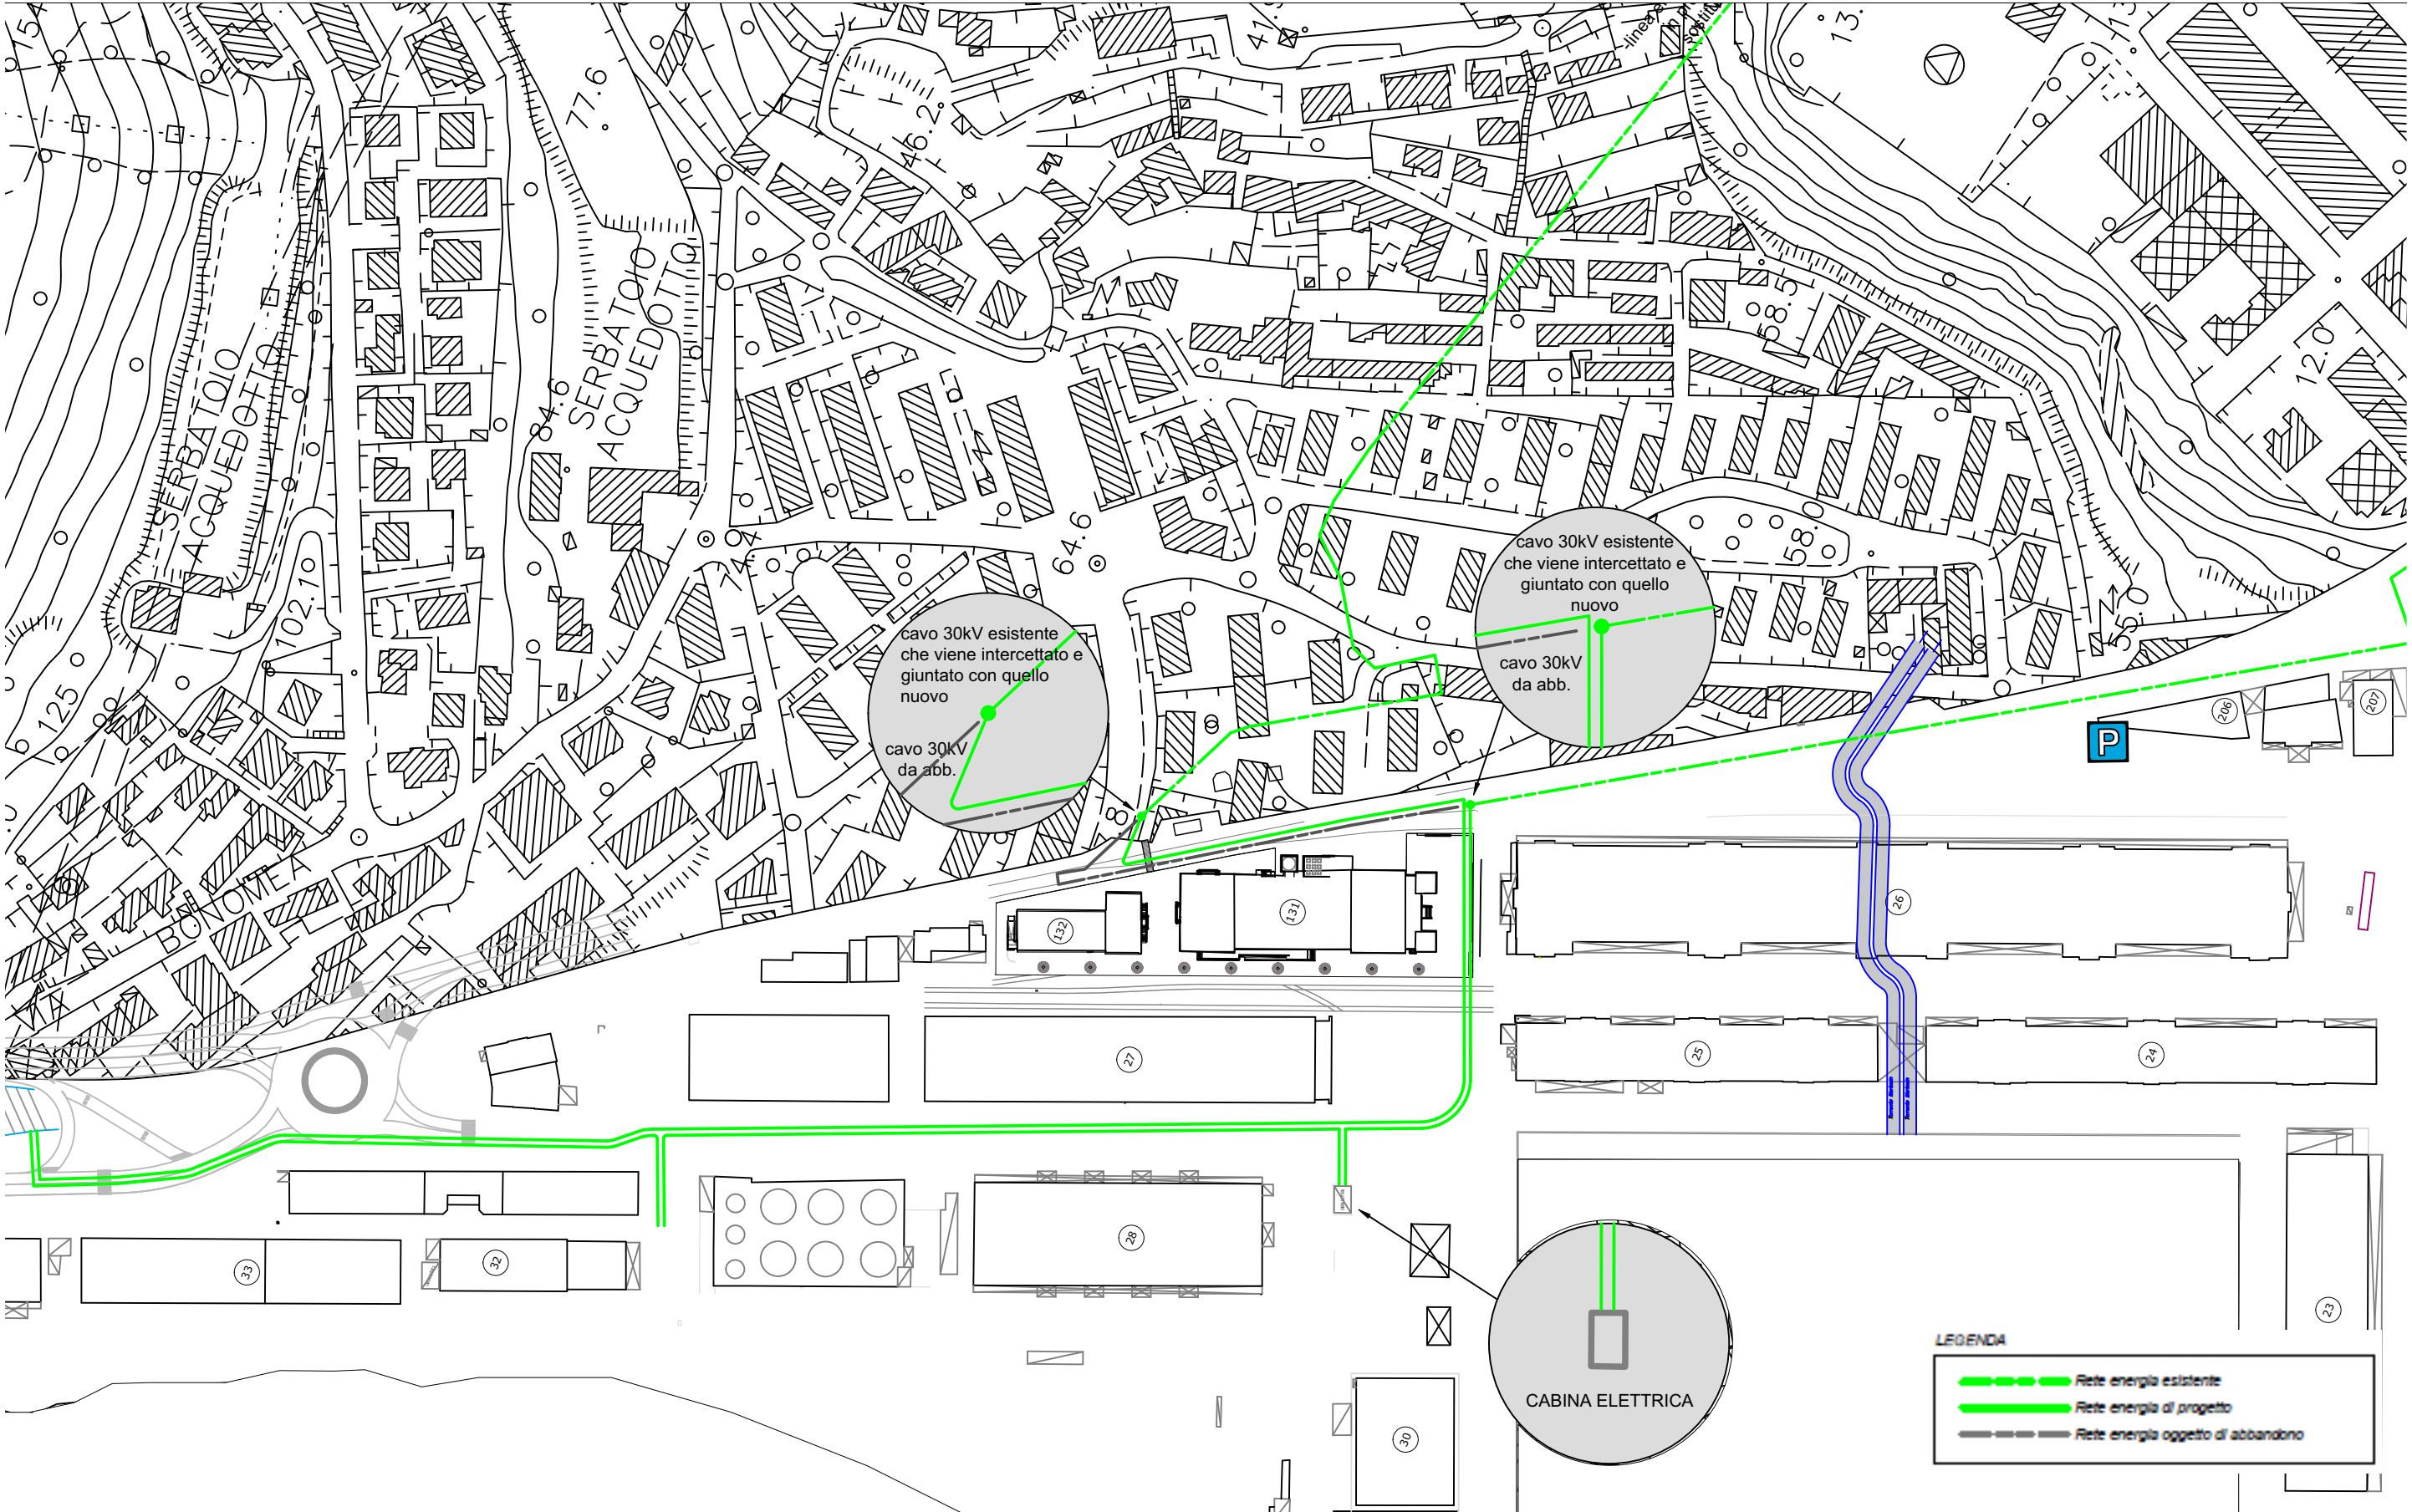 77.6
46.2
SERBATOIO
ACQUEDOTTO
SERBATOIO
ACQUEDOTTO
84.6
58.5
12.0
64.6
58.0
102.1
125
55.0
cavo 30kV esistente
che viene intercettato e
giuntato con quello
nuovo
cavo 30kV
da abb.
cavo 30kV esistente
che viene intercettato e
giuntato con quello
nuovo
cavo 30kV
da abb.
P
206
207
132
131
26
27
25
24
33
32
28
30
23
CABINA ELETTRICA
LEGENDA
Rete energia esistente
Rete energia di progetto
Rete energia oggetto di abbandono